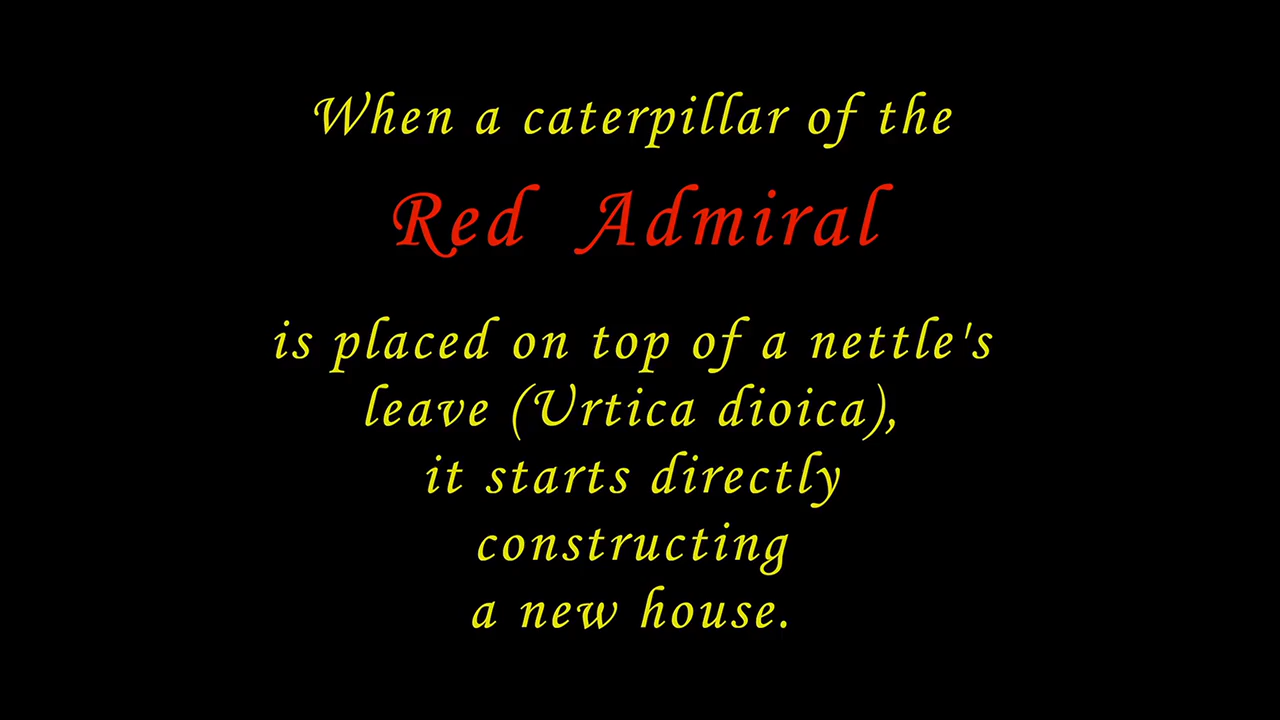 When a caterpillar of the
Red Admiral
is placed on top of a nettle's
leave (Urtica dioica),
it starts directly
constructing
a new house.